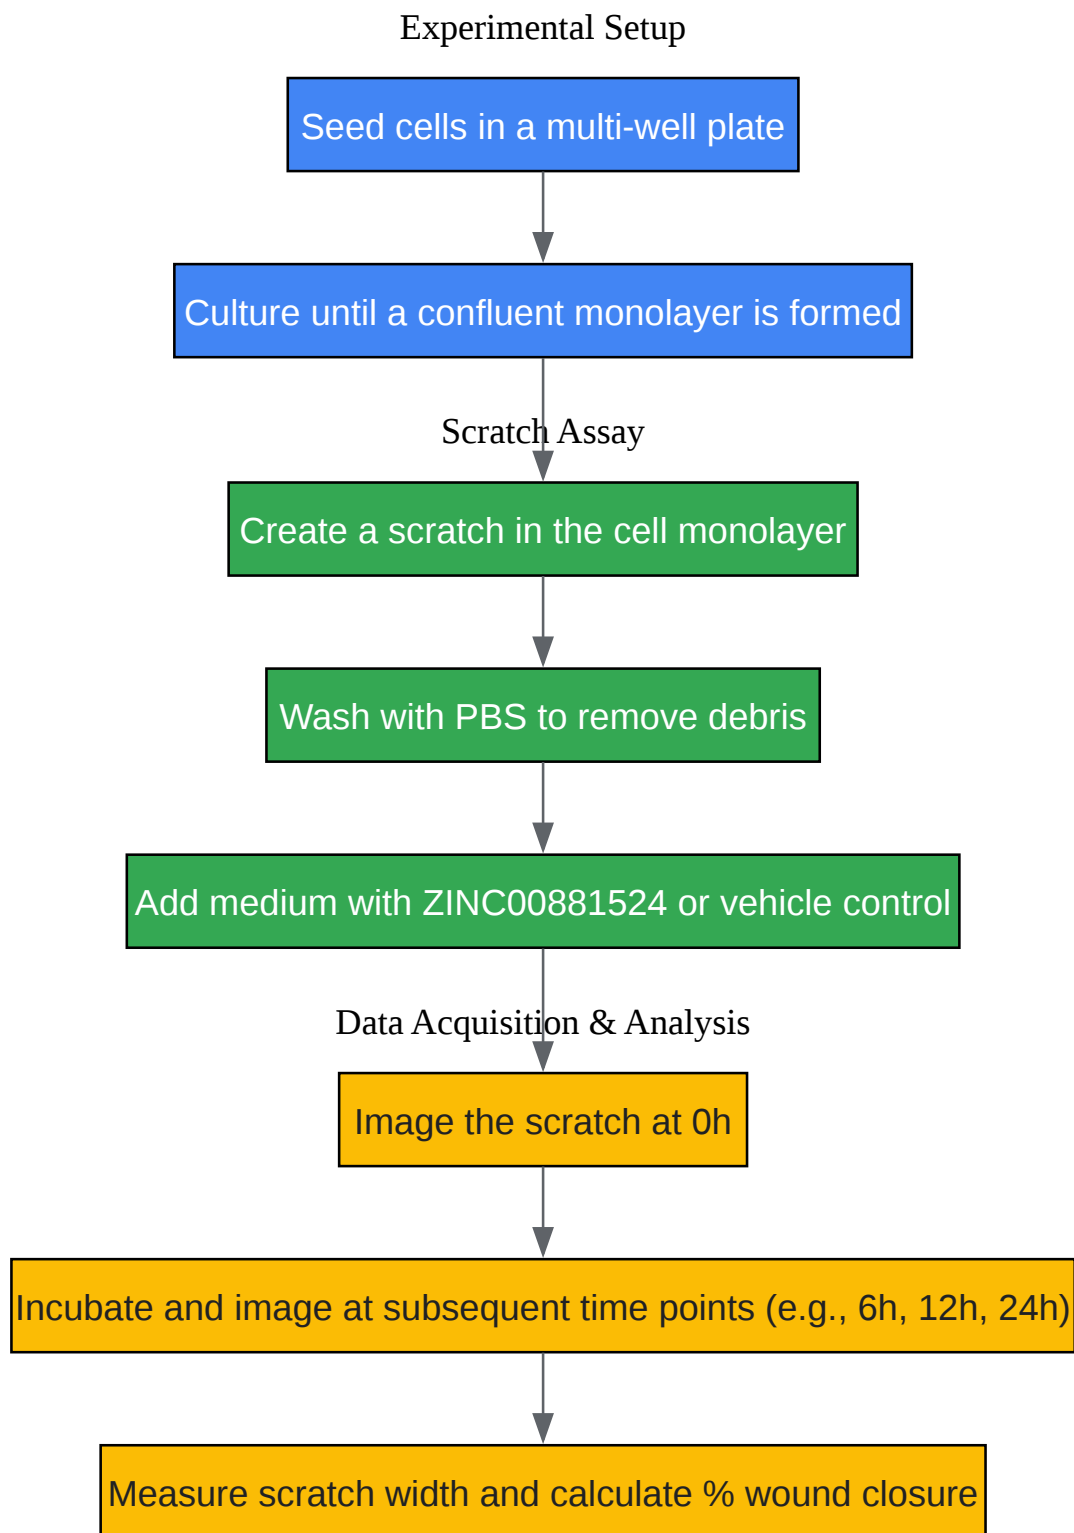 Experimental Setup
Seed cells in a multi-well plate
Culture until a confluent monolayer is formed
Scratch Assay
Create a scratch in the cell monolayer
Wash with PBS to remove debris
Add medium with ZINC00881524 or vehicle control
Data Acquisition & Analysis
Image the scratch at 0h
Incubate and image at subsequent time points (e.g., 6h, 12h, 24h)
Measure scratch width and calculate % wound closure